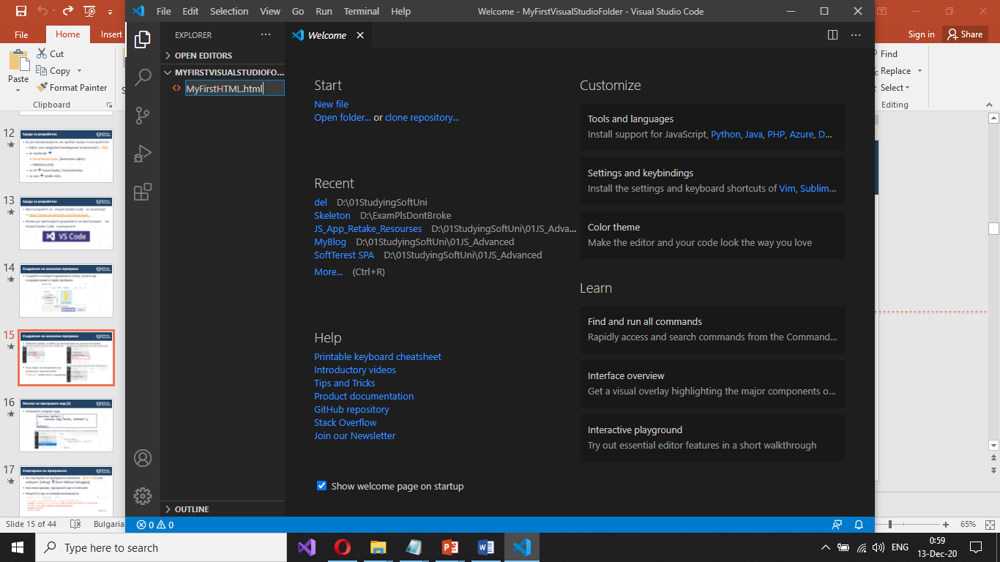 File Edit Selection View Go Run Terminal Help
Welcome - MyFirstVisualStudioFolder - Visual Studio Code
File Home Insert
Sign in Share
Cut
Copy
Format Painter
Paste
Clipboard
Find
Replace
Select
Editing
EXPLORER
OPEN EDITORS
MYFIRSTVISUALSTUDIOFO...
MyFirstHTML.html
OUTLINE
Welcome
Start
New file
Open folder... or clone repository...
Recent
del D:\01StudyingSoftUni
Skeleton D:\ExamPlsDontBroke
JS_App_Retake_Resourses D:\01StudyingSoftUni\01JS_Adva...
MyBlog D:\01StudyingSoftUni\01JS_Advanced
SoftTerest SPA D:\01StudyingSoftUni\01JS_Advanced
More... (Ctrl+R)
Help
Printable keyboard cheatsheet
Introductory videos
Tips and Tricks
Product documentation
GitHub repository
Stack Overflow
Join our Newsletter
Show welcome page on startup
Customize
Tools and languages
Install support for JavaScript, Python, Java, PHP, Azure, D...
Settings and keybindings
Install the settings and keyboard shortcuts of Vim, Sublim...
Color theme
Make the editor and your code look the way you love
Learn
Find and run all commands
Rapidly access and search commands from the Command...
Interface overview
Get a visual overlay highlighting the major components o...
Interactive playground
Try out essential editor features in a short walkthrough
12
Среда за разработка
13
Среда за разработка
VS Code
14
Създаване на конзолна програма
15
Създаване на конзолна програма
16
Писане на програмен код (2)
17
Стартиране на програмата
Slide 15 of 44
Bulgaria
0 0
65%
Type here to search
ENG
0:59
13-Dec-20